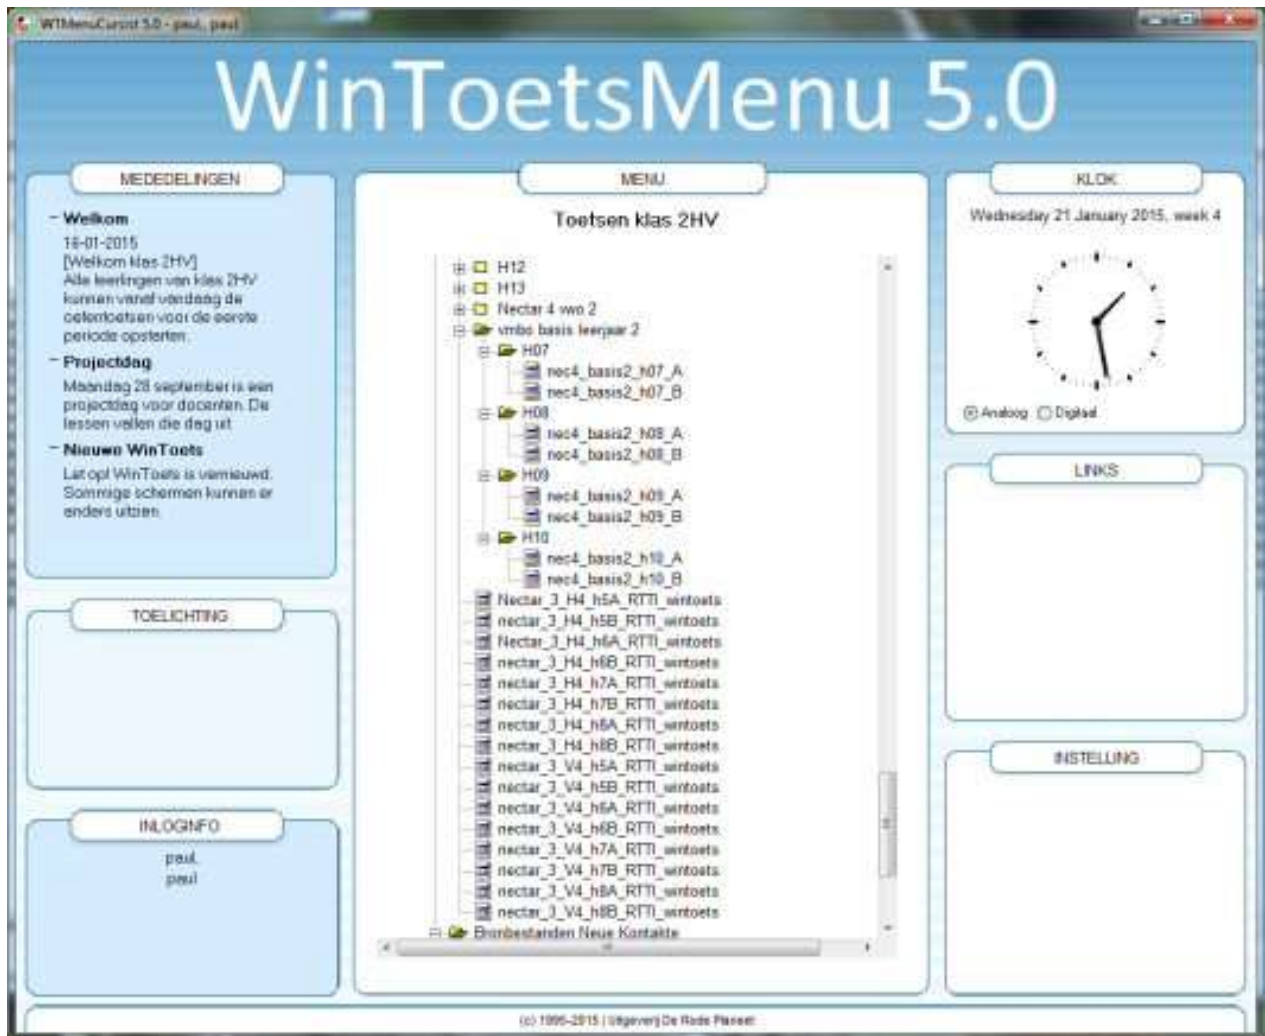 WTMenuCursist 5.0 - paul, paul
WinToetsMenu 5.0
MEDEDELINGEN
Welkom
16-01-2015
[Welkom klas 2HV]
Alle leerlingen van klas 2HV
kunnen vanaf vandaag de
oefentoetsen voor de eerste
periode opstarten.
Projectdag
Maandag 28 september is een
projectdag voor docenten. De
lessen vallen die dag uit
Nieuwe WinToets
Let op! WinToets is vernieuwd.
Sommige schermen kunnen er
anders uitzien.
TOELICHTING
INLOGINFO
paul,
paul
MENU
Toetsen klas 2HV
H12
H13
Nectar 4 vwo 2
vmbo basis leerjaar 2
H07
nec4_basis2_h07_A
nec4_basis2_h07_B
H08
nec4_basis2_h08_A
nec4_basis2_h08_B
H09
nec4_basis2_h09_A
nec4_basis2_h09_B
H10
nec4_basis2_h10_A
nec4_basis2_h10_B
Nectar_3_H4_h5A_RTTI_wintoets
nectar_3_H4_h5B_RTTI_wintoets
Nectar_3_H4_h6A_RTTI_wintoets
nectar_3_H4_h6B_RTTI_wintoets
nectar_3_H4_h7A_RTTI_wintoets
nectar_3_H4_h7B_RTTI_wintoets
nectar_3_H4_h8A_RTTI_wintoets
nectar_3_H4_h8B_RTTI_wintoets
nectar_3_V4_h5A_RTTI_wintoets
nectar_3_V4_h5B_RTTI_wintoets
nectar_3_V4_h6A_RTTI_wintoets
nectar_3_V4_h6B_RTTI_wintoets
nectar_3_V4_h7A_RTTI_wintoets
nectar_3_V4_h7B_RTTI_wintoets
nectar_3_V4_h8A_RTTI_wintoets
nectar_3_V4_h8B_RTTI_wintoets
Bronbestanden Neue Kontakte
KLOK
Wednesday 21 January 2015, week 4
Analoog Digitaal
LINKS
INSTELLING
(c) 1995-2015 | Uitgeverij De Rode Planeet